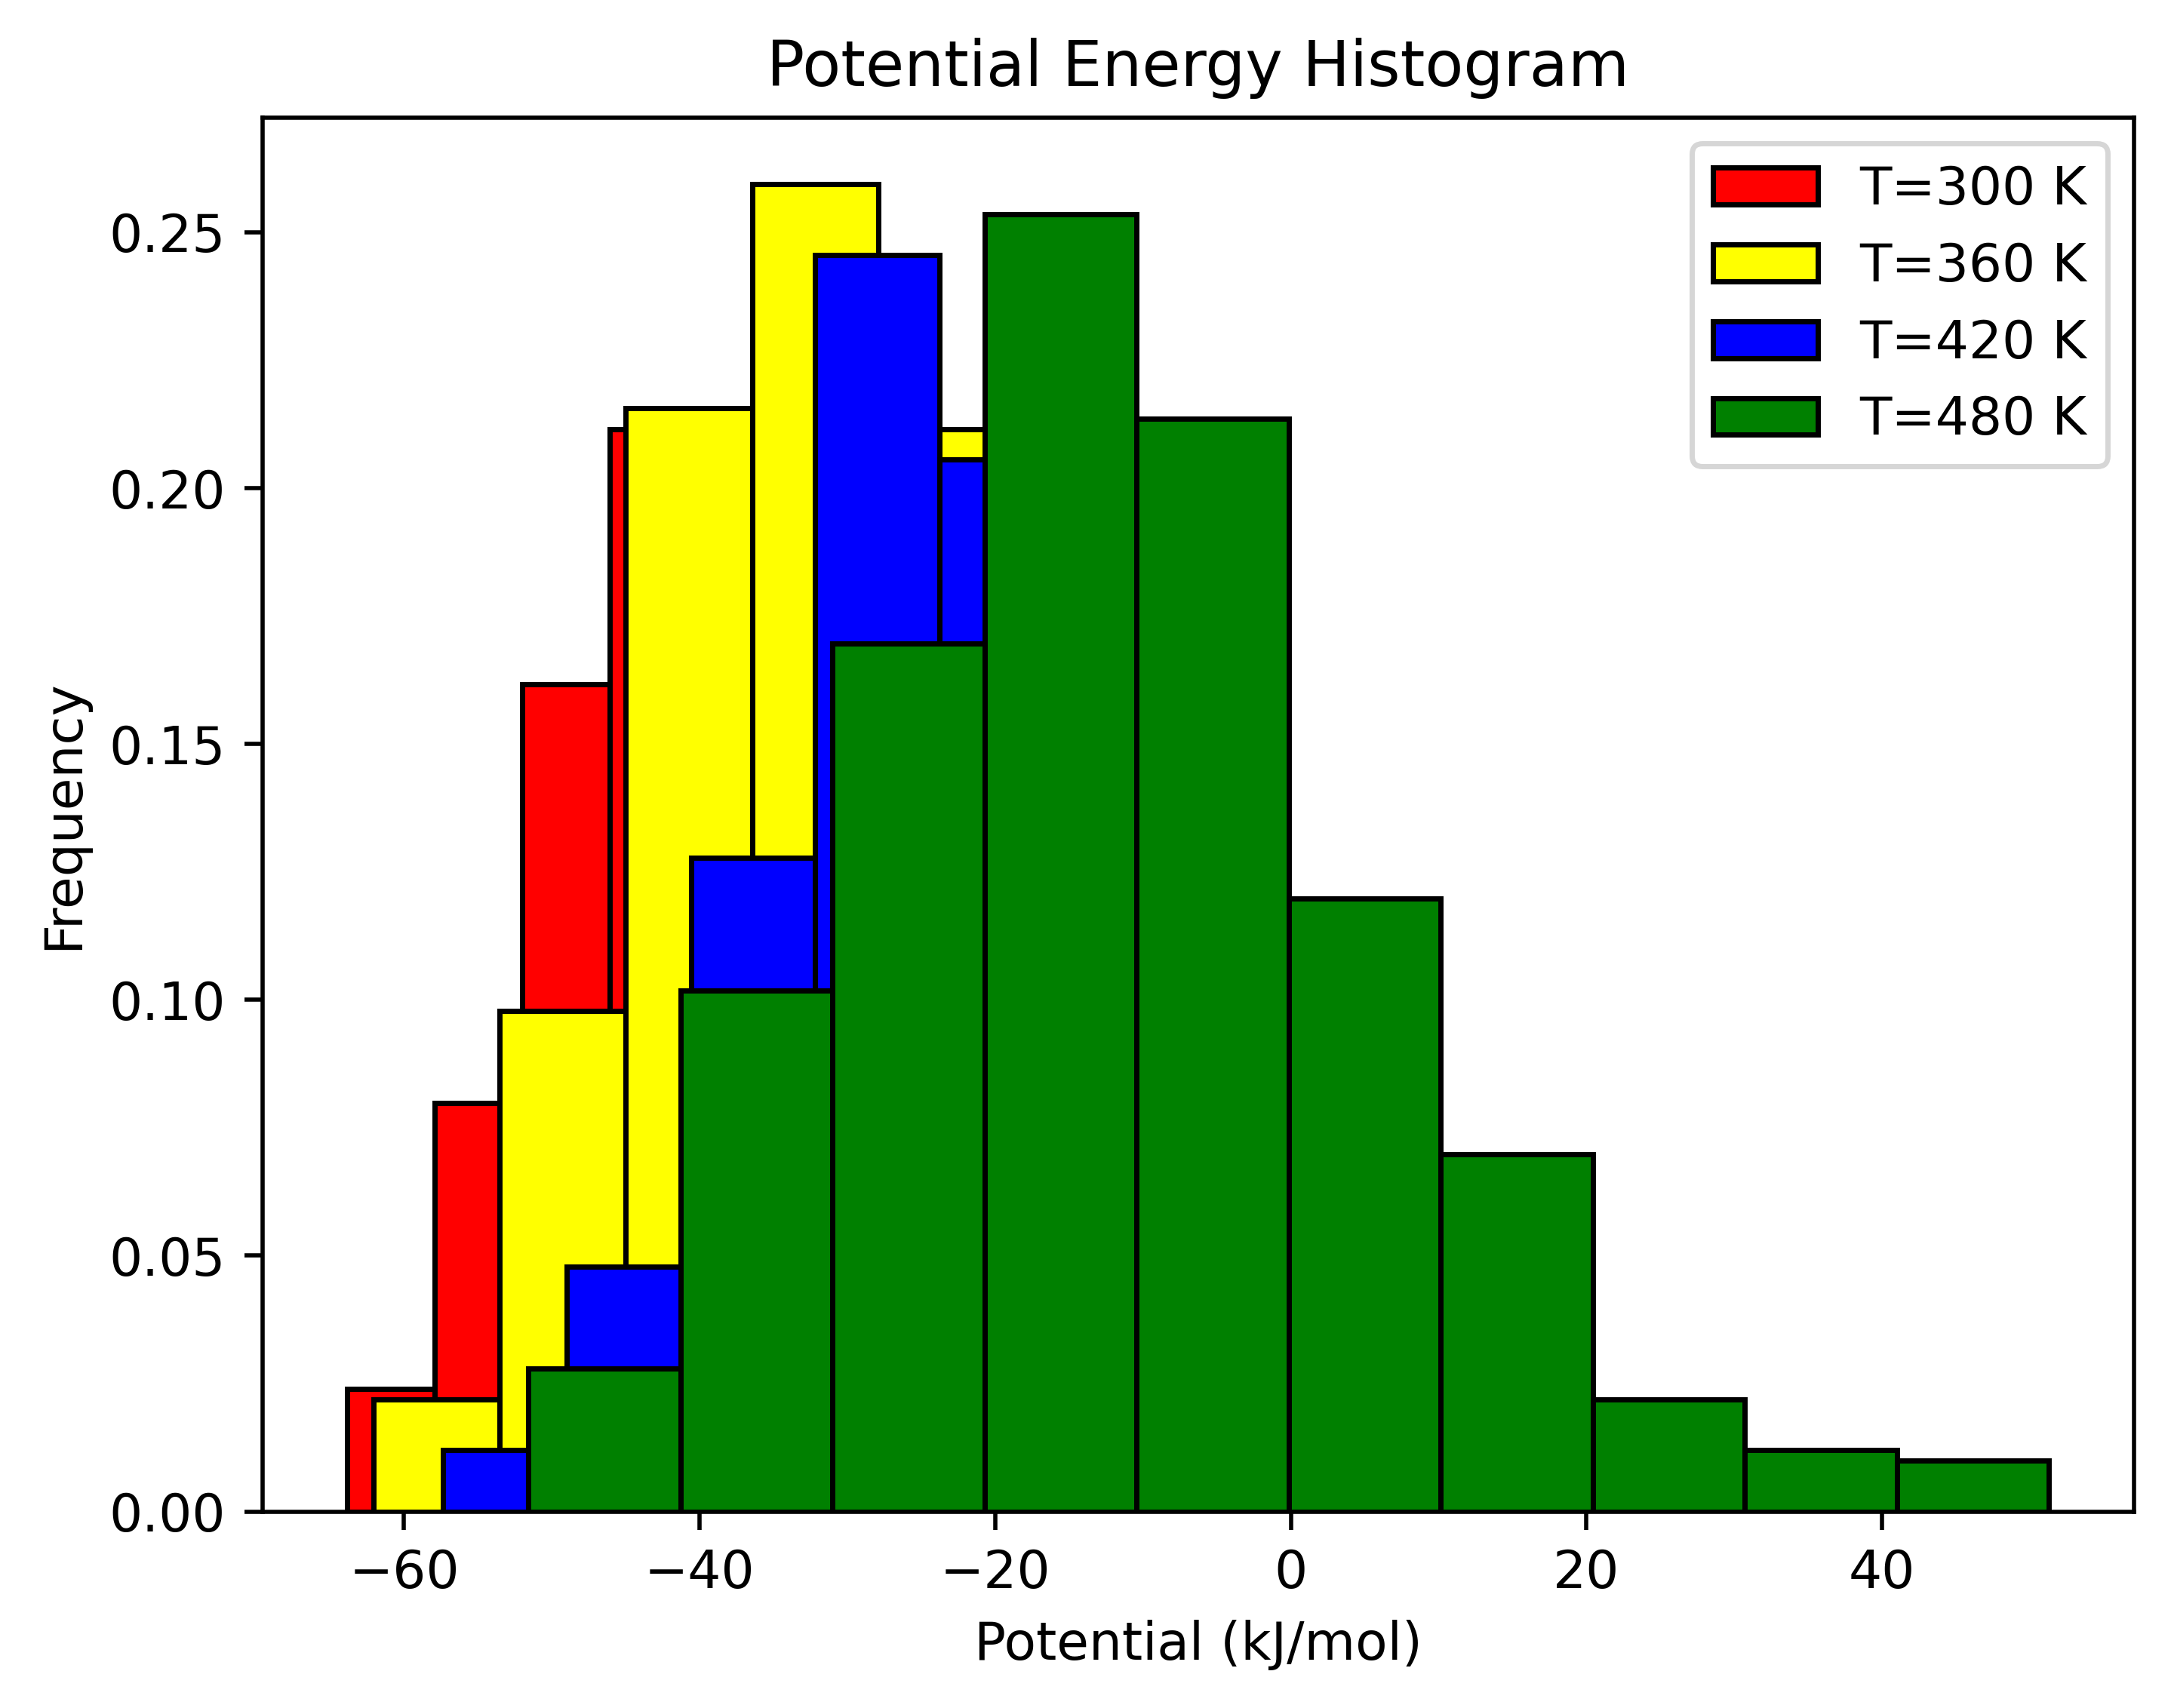 Potential Energy Histogram
T=300 K
T=360 K
T=420 K
T=480 K
Frequency
0.25
0.20
0.15
0.10
0.05
0.00
−60 −40 −20 0 20 40
Potential (kJ/mol)